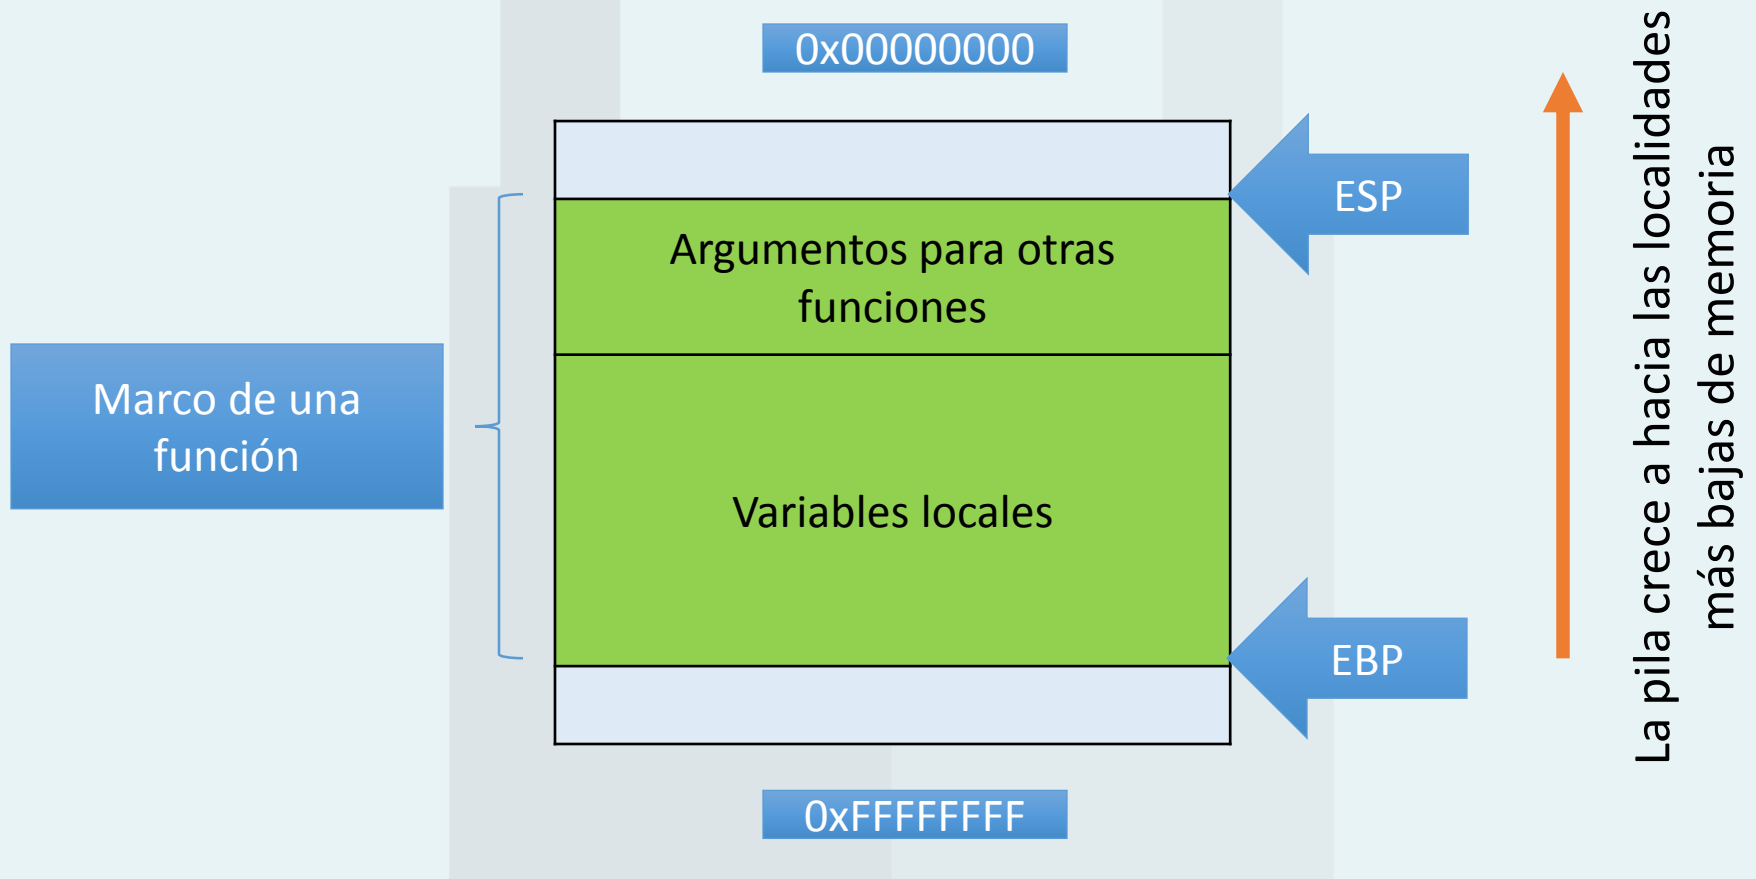 0x00000000
ESP
Argumentos para otras
funciones
Marco de una
función
Variables locales
EBP
0xFFFFFFFF
La pila crece a hacia las localidades
más bajas de memoria